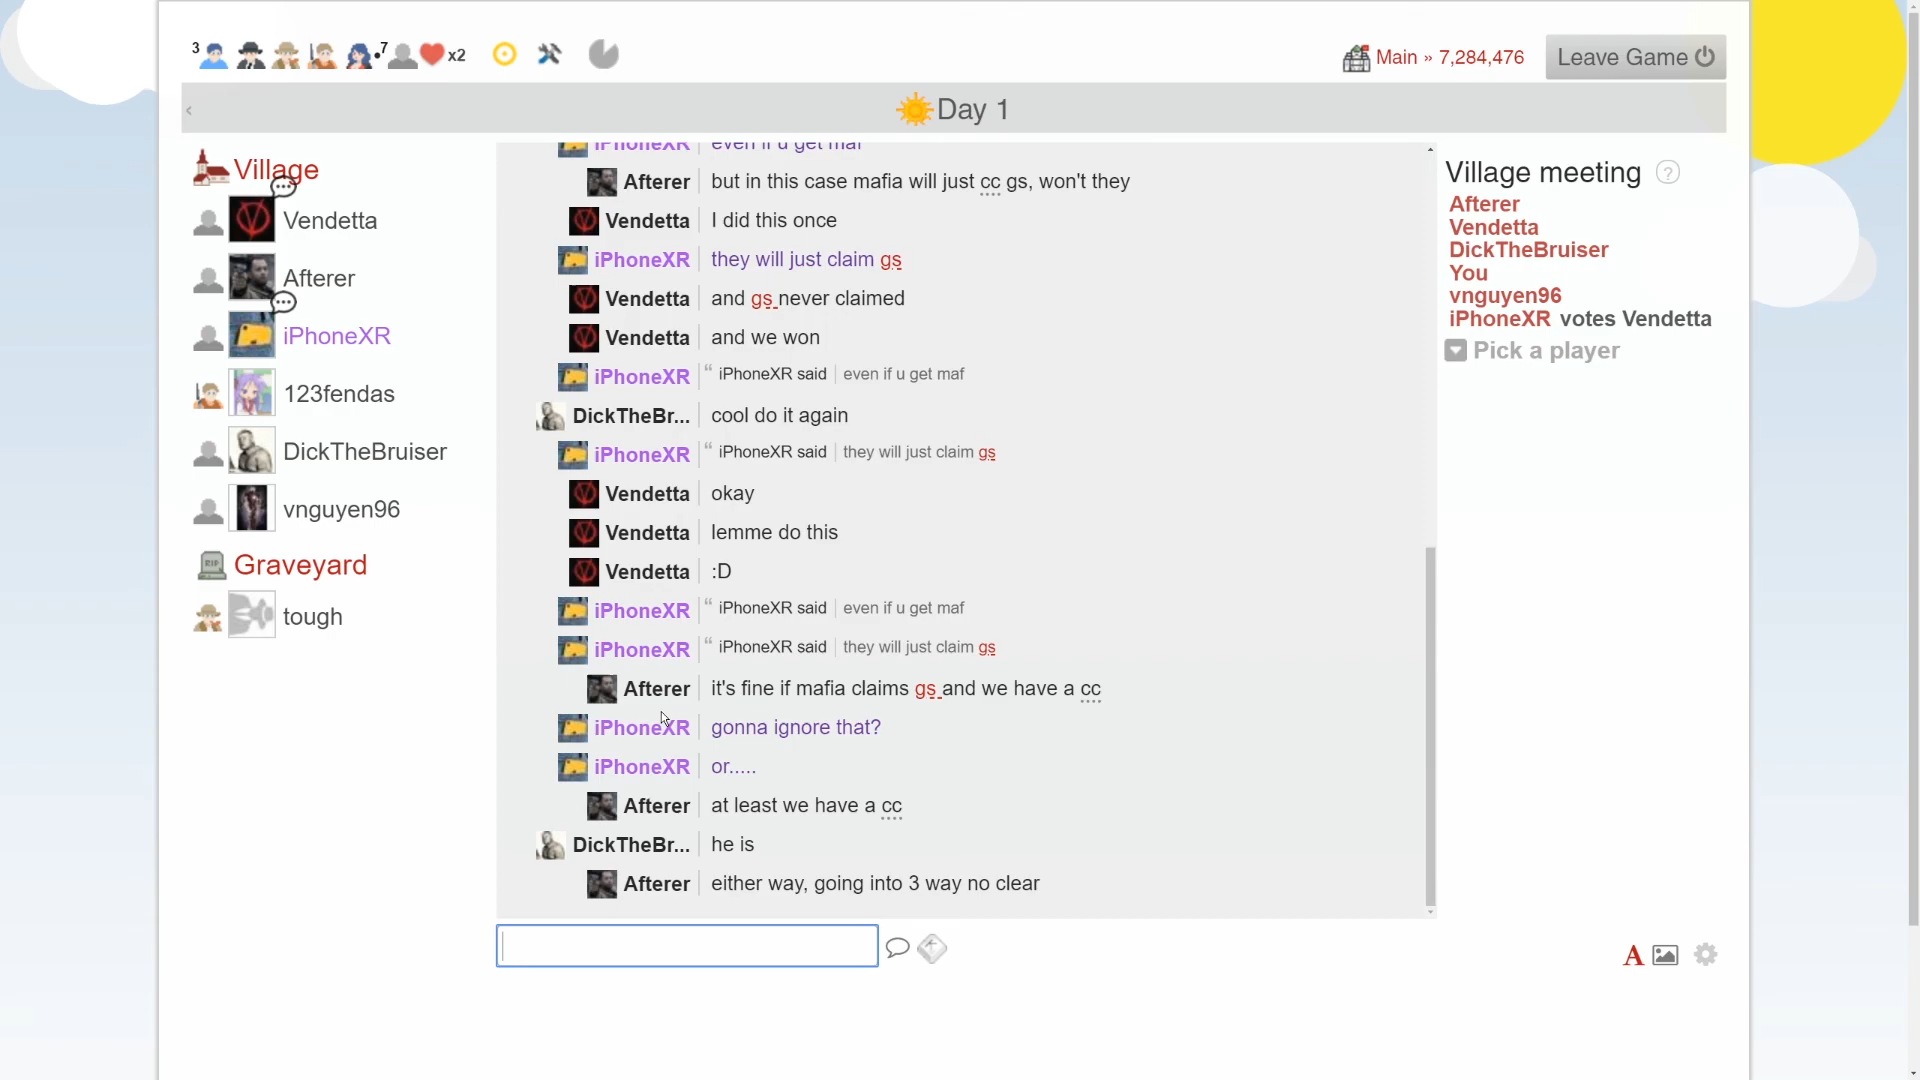 3 7 x2
Main » 7,284,476
Leave Game
‹ Day 1
Village
Vendetta
Afterer
iPhoneXR
123fendas
DickTheBruiser
vnguyen96
RIP Graveyard
tough
iPhoneXR even if u get maf
Afterer but in this case mafia will just cc gs, won't they
Vendetta I did this once
iPhoneXR they will just claim gs
Vendetta and gs never claimed
Vendetta and we won
iPhoneXR “ iPhoneXR said even if u get maf
DickTheBr... cool do it again
iPhoneXR “ iPhoneXR said they will just claim gs
Vendetta okay
Vendetta lemme do this
Vendetta :D
iPhoneXR “ iPhoneXR said even if u get maf
iPhoneXR “ iPhoneXR said they will just claim gs
Afterer it's fine if mafia claims gs and we have a cc
iPhoneXR gonna ignore that?
iPhoneXR or.....
Afterer at least we have a cc
DickTheBr... he is
Afterer either way, going into 3 way no clear
Village meeting ?
Afterer
Vendetta
DickTheBruiser
You
vnguyen96
iPhoneXR votes Vendetta
Pick a player
A